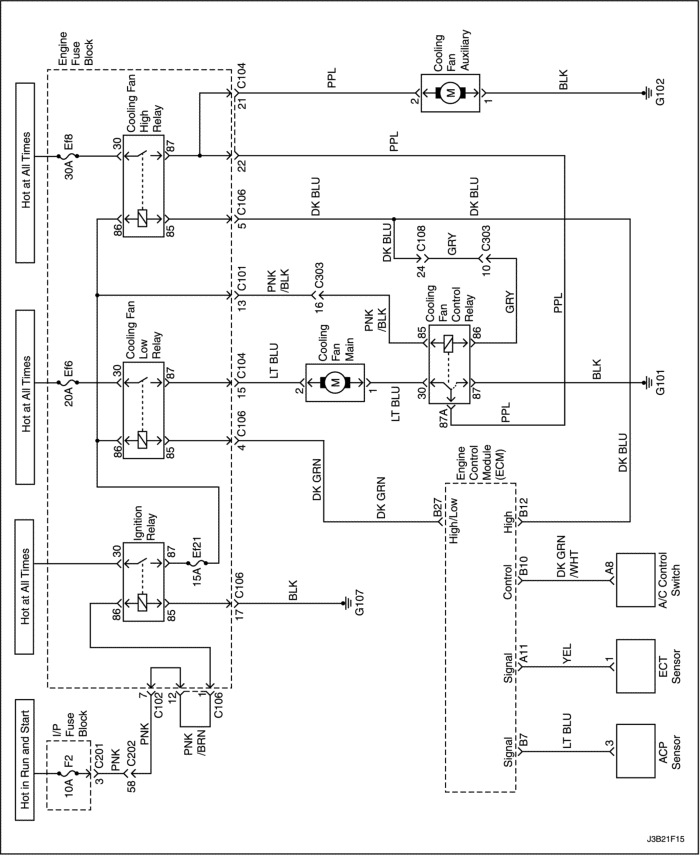 Hot in Run and Start
Hot at All Times
Hot at All Times
Hot at All Times
I/P
Fuse
Block
Engine
Fuse
Block
10A
F2
3
C201
PNK
58
C202
PNK
7
C102
12
1
C106
PNK
/BRN
Ignition
Relay
30
87
86
85
15A
Ef21
17
C106
BLK
G107
20A
Ef6
Cooling Fan
Low
Relay
30
87
86
85
15
C104
LT BLU
4
C106
DK GRN
DK GRN
30A
Ef8
Cooling Fan
High
Relay
30
87
86
85
21
C104
PPL
22
PPL
5
C106
DK BLU
DK BLU
13
C101
PNK
/BLK
16
C303
PNK
/BLK
Cooling
Fan
Auxiliary
2
M
1
BLK
G102
DK BLU
24
C108
GRY
10
C303
GRY
Cooling
Fan
Main
2
M
1
LT BLU
Cooling
Fan
Control
Relay
85
86
30
87
87A
PPL
PPL
BLK
G101
DK BLU
Engine
Control
Module
(ECM)
B27
High/Low
High
B12
Control
B10
DK GRN
/WHT
A8
A/C Control
Switch
Signal
A11
YEL
1
ECT
Sensor
Signal
B7
LT BLU
3
ACP
Sensor
J3B21F15